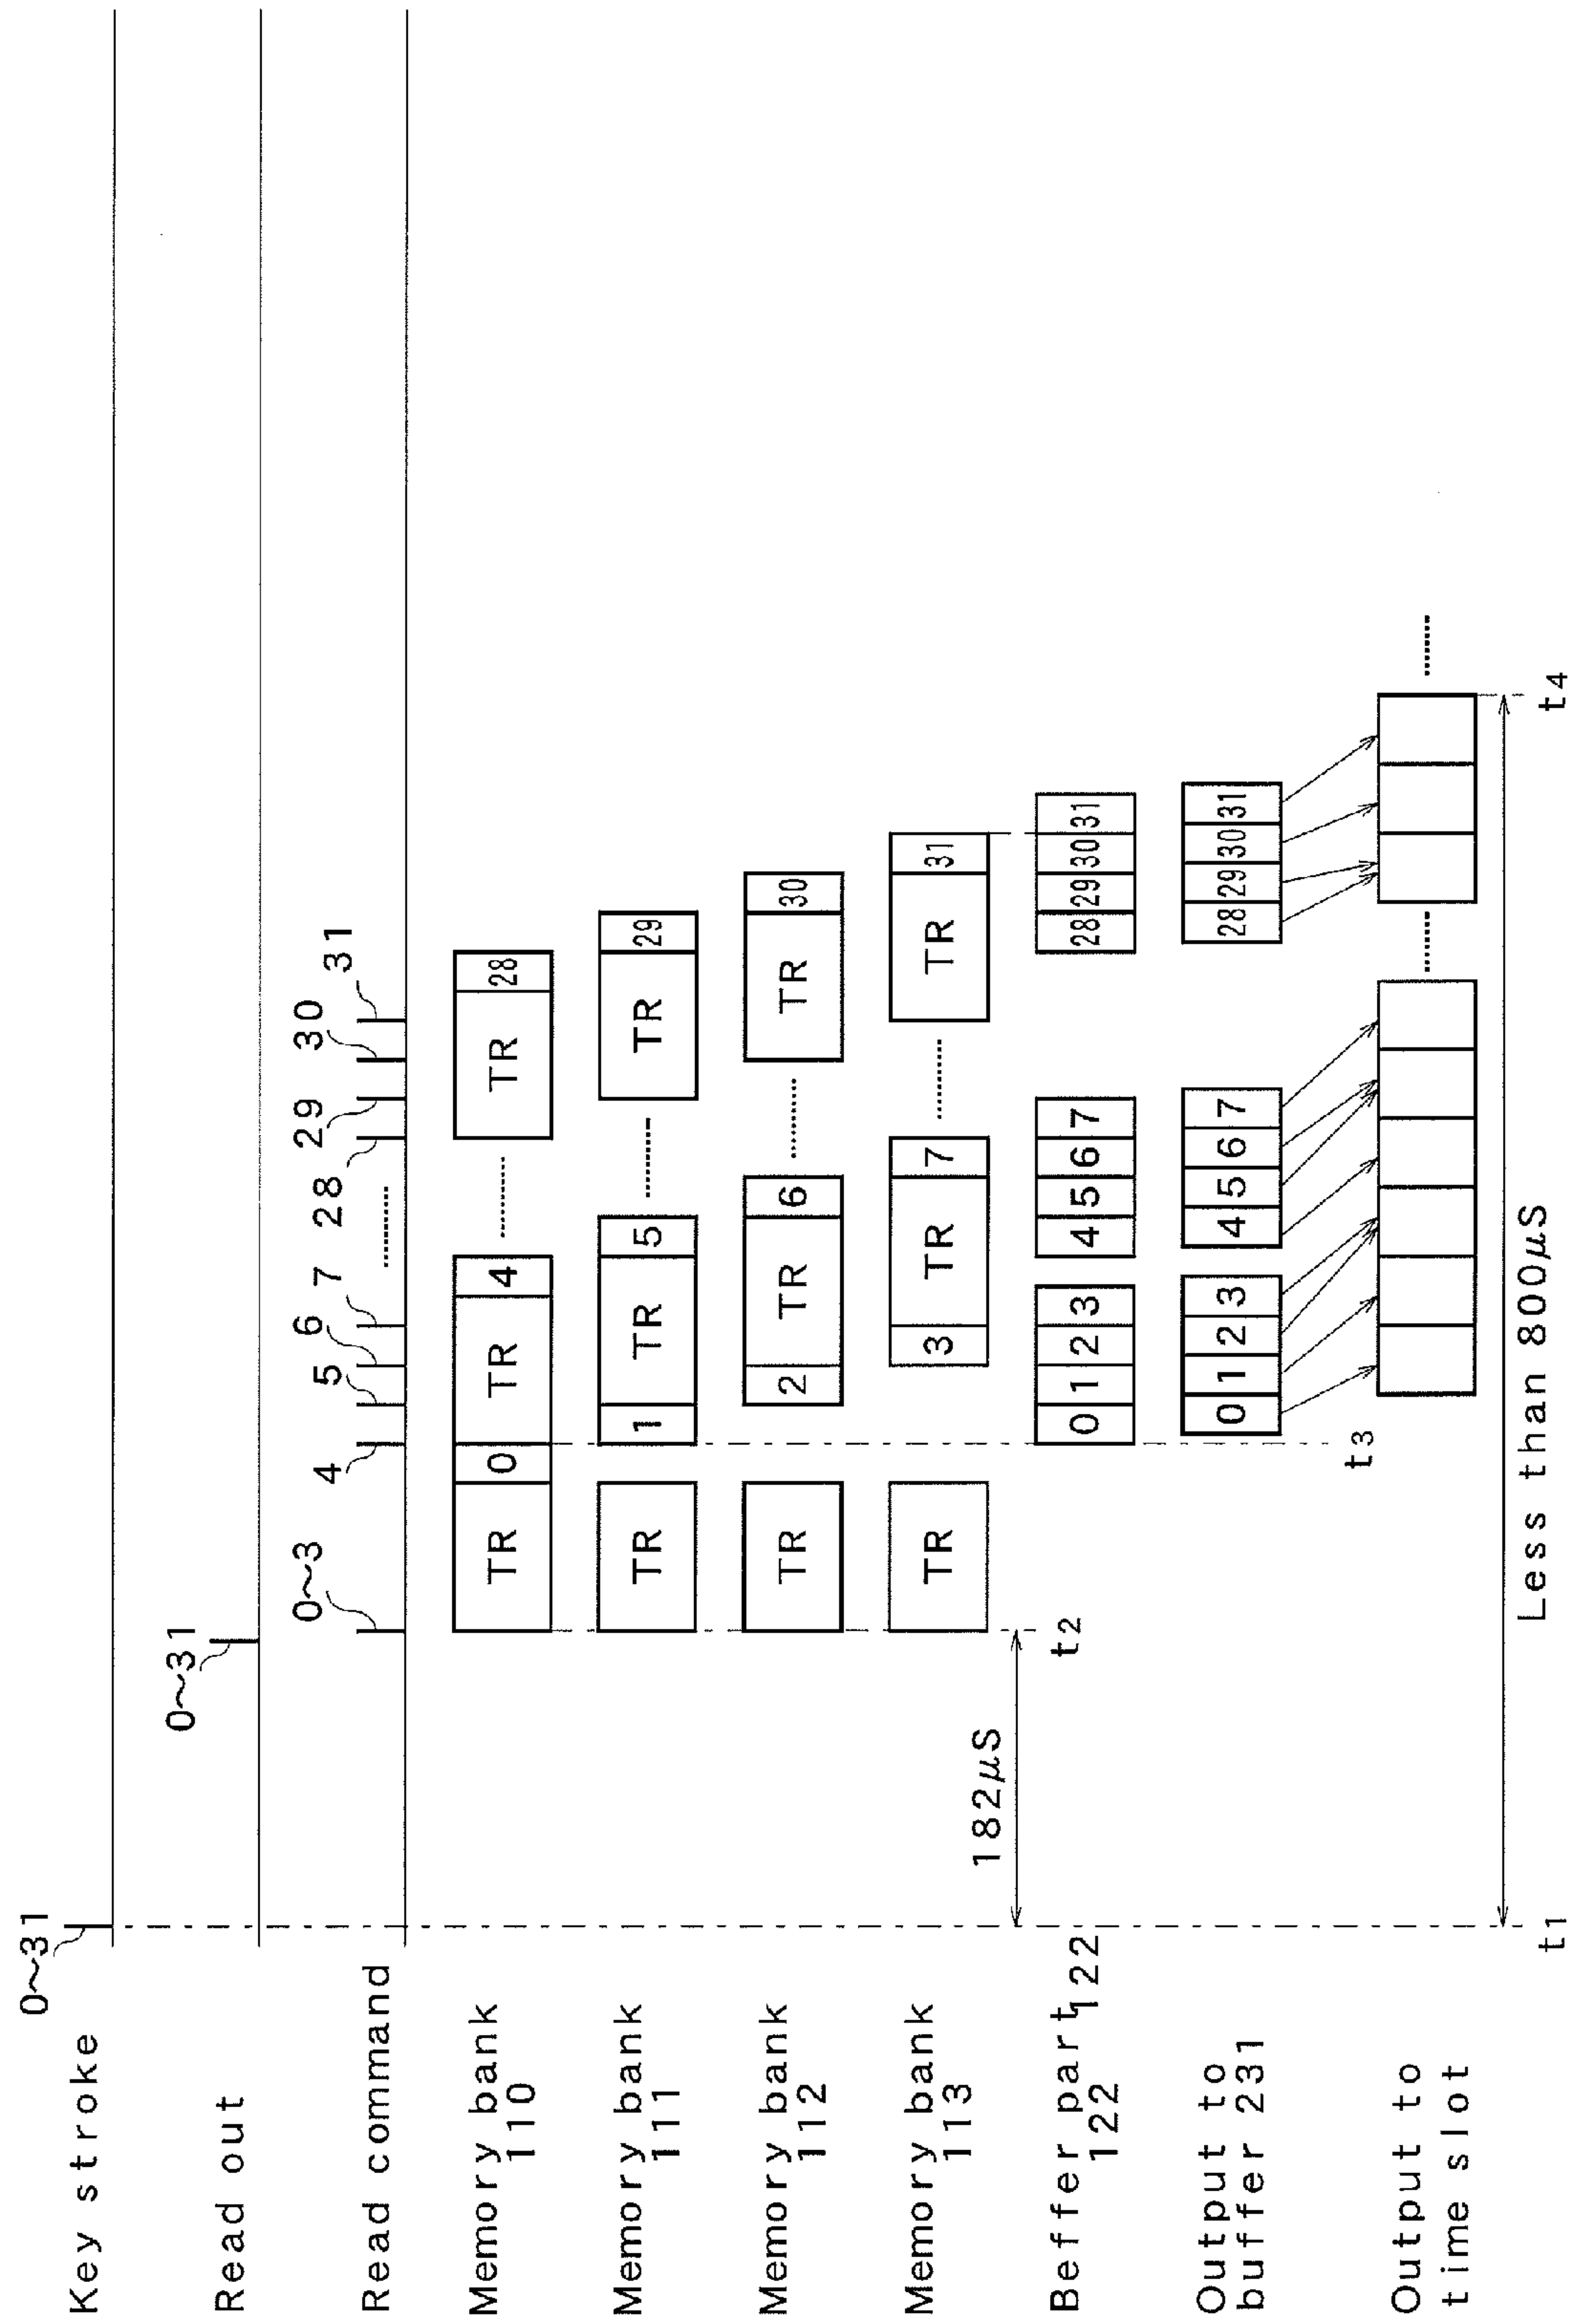 Key stroke
0~31
Read out
0~31
Read command
0~3
4
5
6
7
28
29
30
31
Memory bank
110
TR
0
TR
4
TR
28
Memory bank
111
TR
1
TR
5
TR
29
Memory bank
112
TR
2
TR
6
TR
30
Memory bank
113
TR
3
TR
7
TR
31
182µS
t2
Beffer part 122
122
0 1 2 3
4 5 6 7
28 29 30 31
Output to
buffer 231
0 1 2 3
4 5 6 7
28 29 30 31
t3
Output to
time slot
Less than 800µS
t1
t4